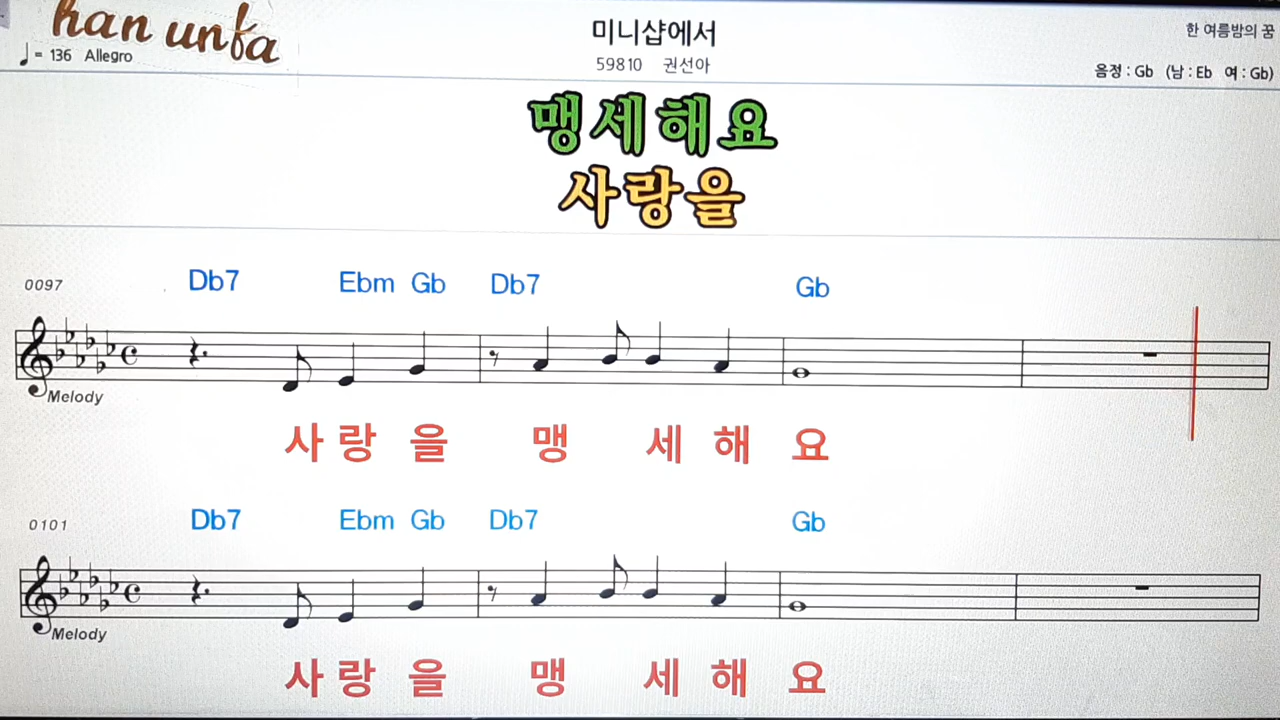 han unfa
♩= 136 Allegro
미니샵에서
59810 권선아
한 여름밤의 꿈
음정 : Gb (남 : Eb 여 : Gb)
맹세해요
사랑을
0097
Db7 Ebm Gb Db7 Gb
Melody
사 랑 을 맹 세 해 요
0101
Db7 Ebm Gb Db7 Gb
Melody
사 랑 을 맹 세 해 요